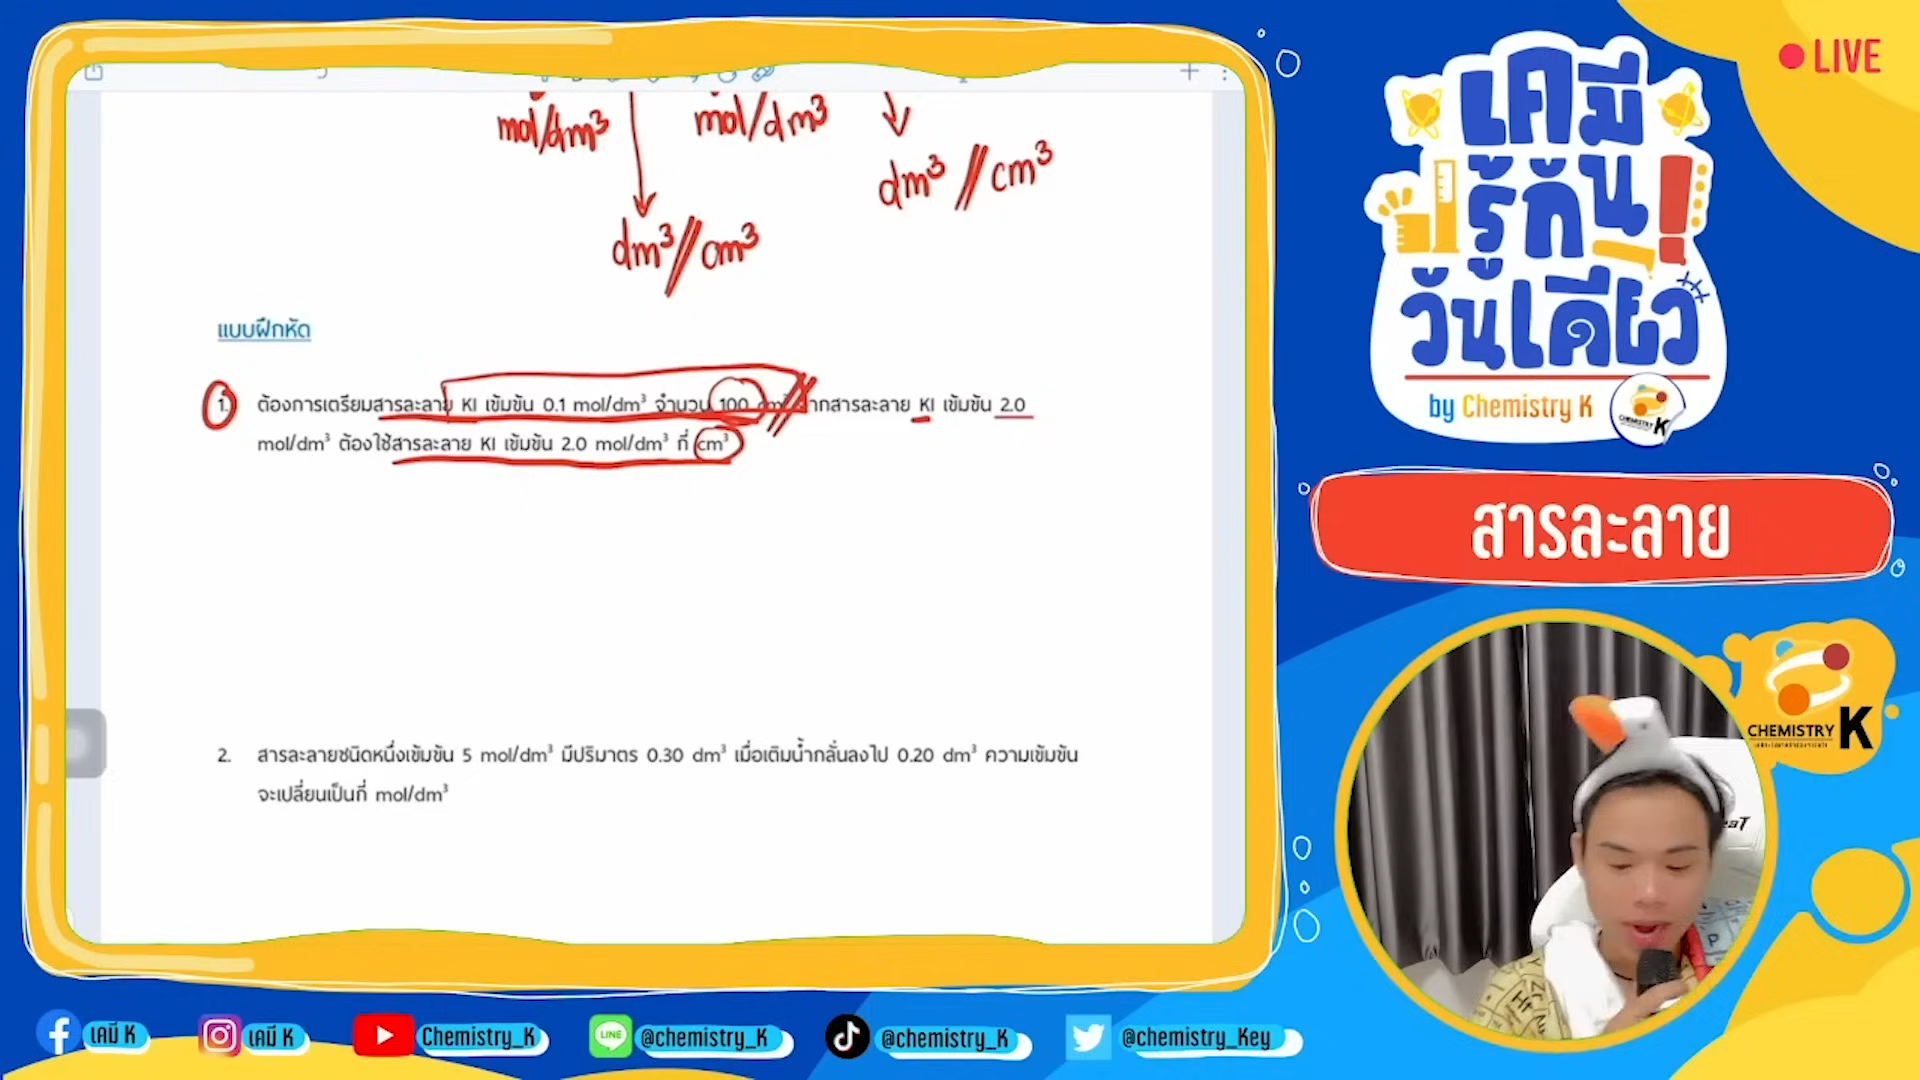 mol/dm³ mol/dm³
dm³//cm³
dm³//cm³
แบบฝึกหัด
1. ต้องการเตรียมสารละลาย KI เข้มข้น 0.1 mol/dm³ จำนวน 100 cm³ จากสารละลาย KI เข้มข้น 2.0
mol/dm³ ต้องใช้สารละลาย KI เข้มข้น 2.0 mol/dm³ กี่ cm³
2. สารละลายชนิดหนึ่งเข้มข้น 5 mol/dm³ มีปริมาตร 0.30 dm³ เมื่อเติมน้ำกลั่นลงไป 0.20 dm³ ความเข้มข้น
จะเปลี่ยนเป็นกี่ mol/dm³
LIVE
เคมี
รู้กัน!
วันเดียว
by Chemistry K
CHEMISTRY K
สารละลาย
CHEMISTRY K
เคมี K
เคมี K
Chemistry_K
LINE
@chemistry_K
@chemistry_K
@chemistry_Key